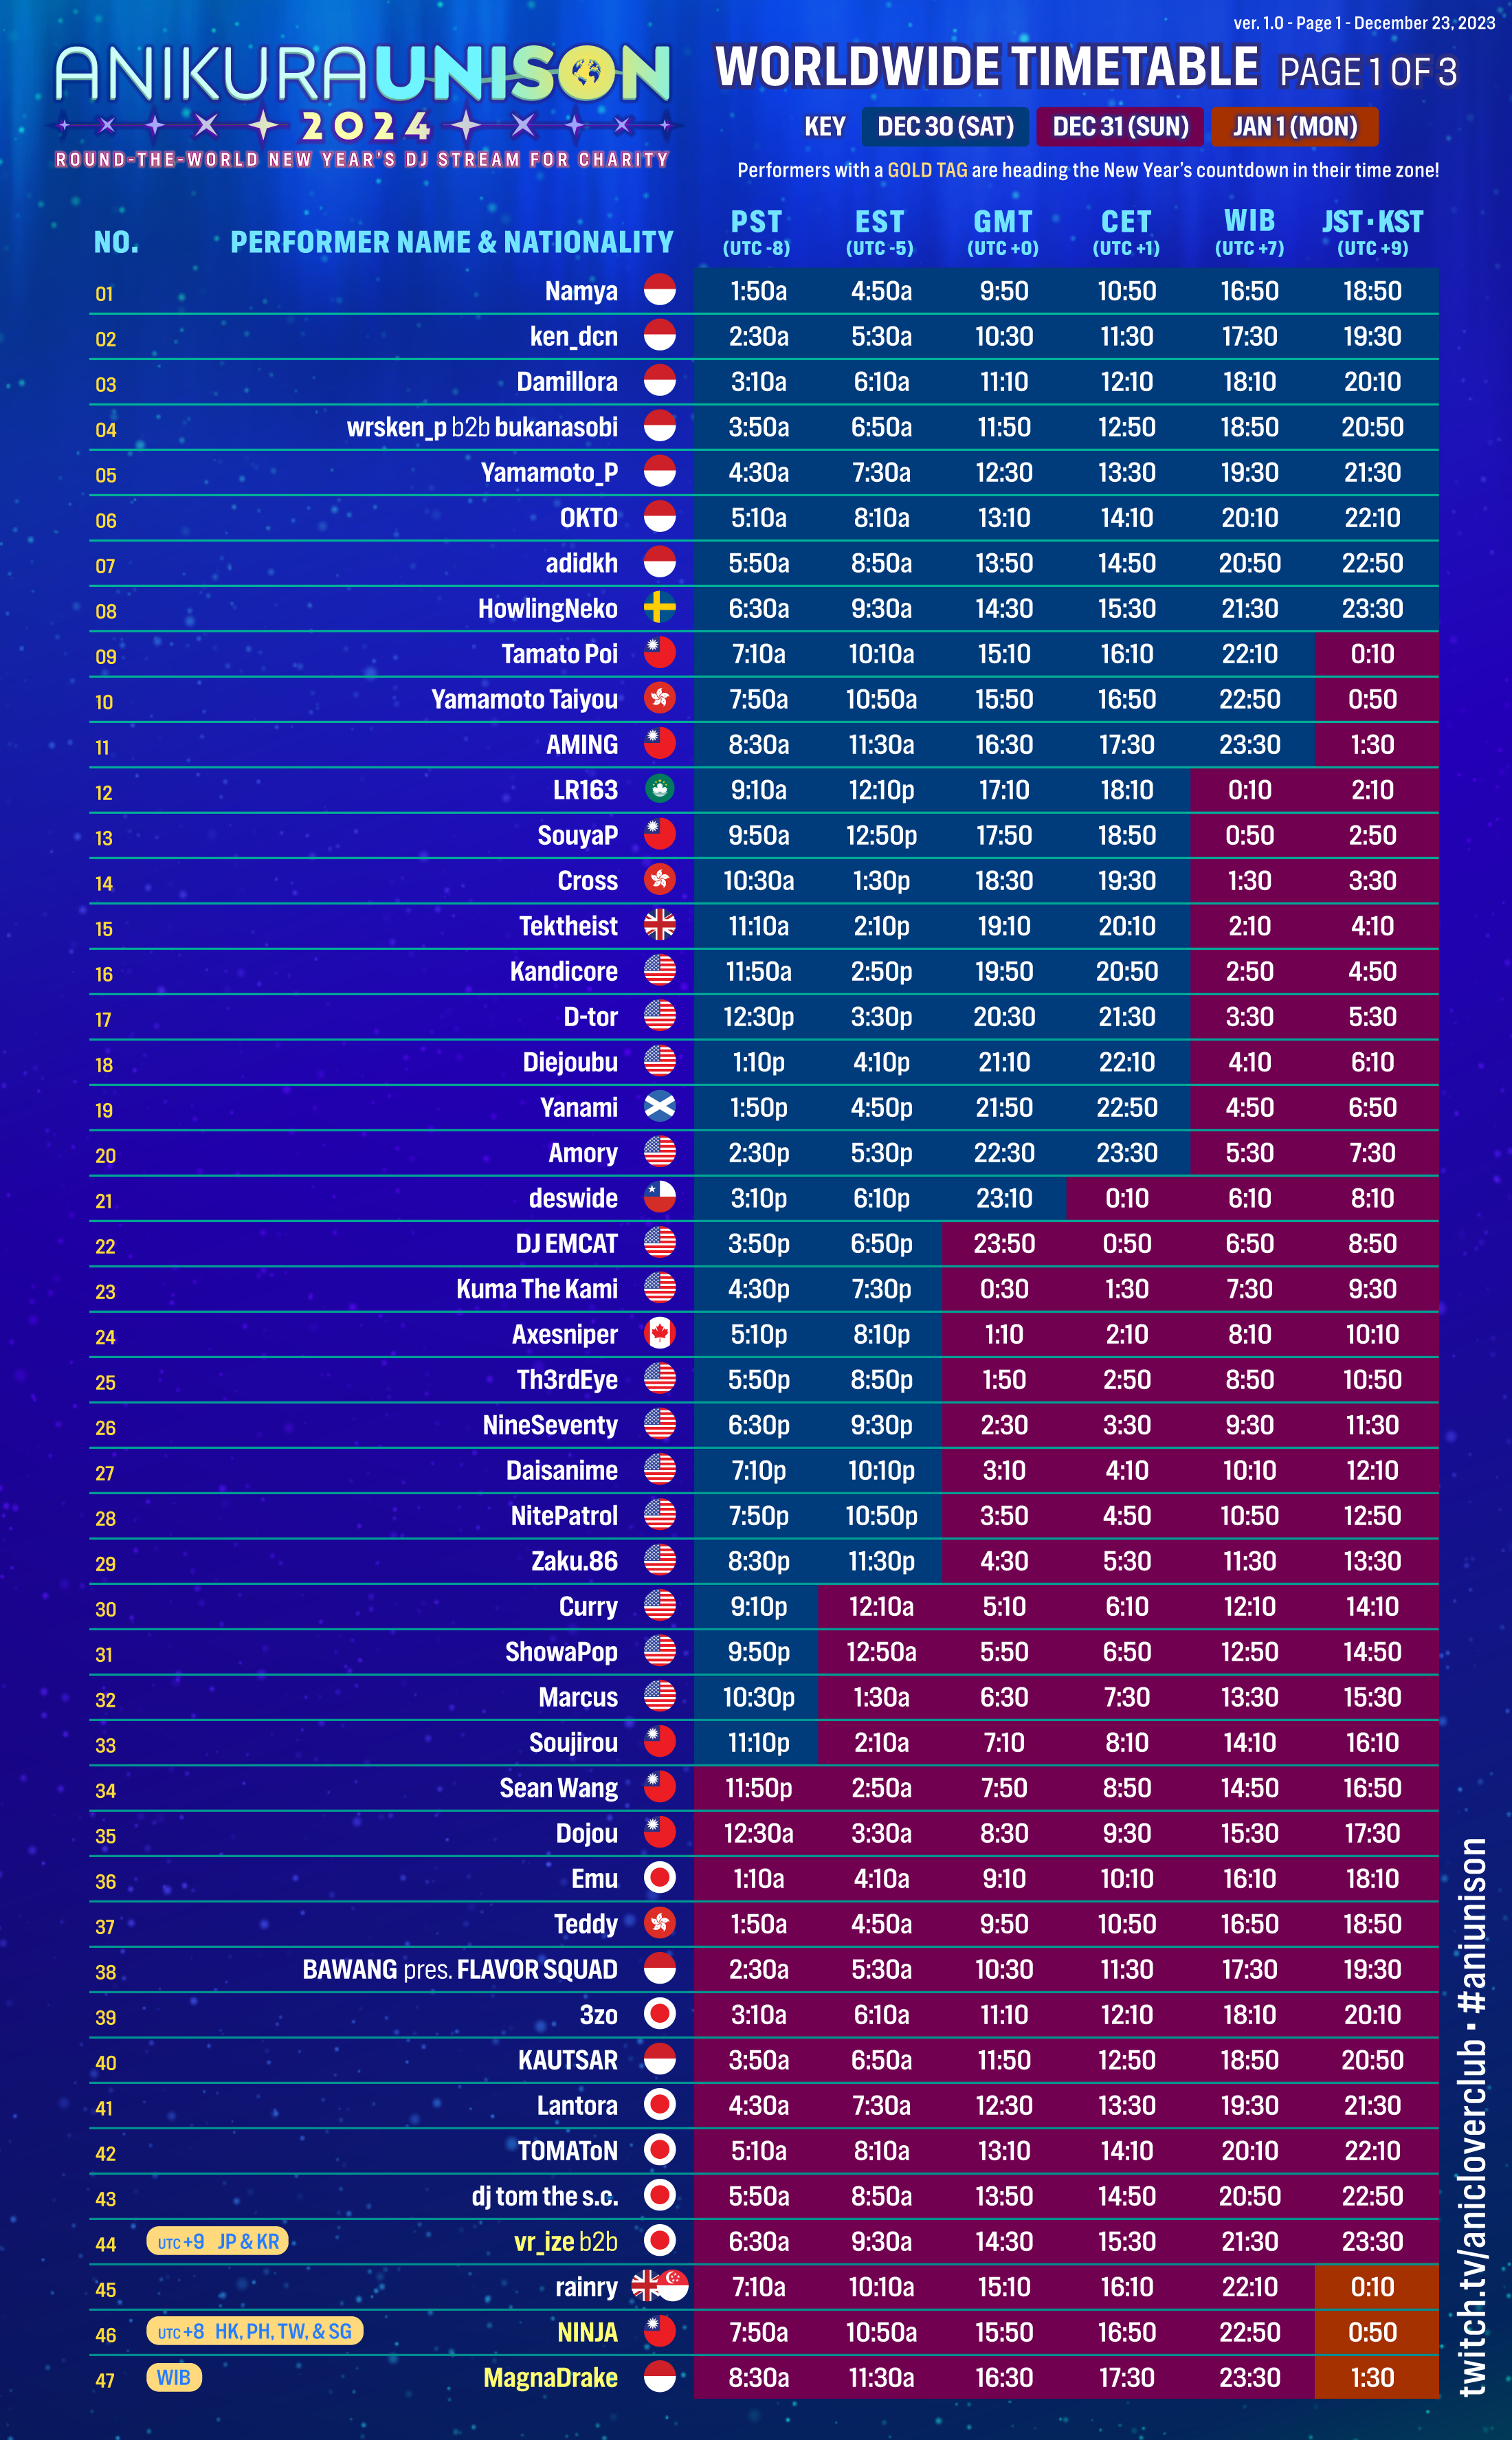 ver. 1.0 - Page 1 - December 23, 2023
ANIKURAUNISON
2024
ROUND-THE-WORLD NEW YEAR'S DJ STREAM FOR CHARITY
WORLDWIDE TIMETABLE PAGE 1 OF 3
KEY DEC 30 (SAT) DEC 31 (SUN) JAN 1 (MON)
Performers with a GOLD TAG are heading the New Year's countdown in their time zone!
NO. PERFORMER NAME & NATIONALITY PST EST GMT CET WIB JST·KST
(UTC -8) (UTC -5) (UTC +0) (UTC +1) (UTC +7) (UTC +9)
01 Namya 1:50a 4:50a 9:50 10:50 16:50 18:50
02 ken_dcn 2:30a 5:30a 10:30 11:30 17:30 19:30
03 Damillora 3:10a 6:10a 11:10 12:10 18:10 20:10
04 wrsken_p b2b bukanasobi 3:50a 6:50a 11:50 12:50 18:50 20:50
05 Yamamoto_P 4:30a 7:30a 12:30 13:30 19:30 21:30
06 OKTO 5:10a 8:10a 13:10 14:10 20:10 22:10
07 adidkh 5:50a 8:50a 13:50 14:50 20:50 22:50
08 HowlingNeko 6:30a 9:30a 14:30 15:30 21:30 23:30
09 Tamato Poi 7:10a 10:10a 15:10 16:10 22:10 0:10
10 Yamamoto Taiyou 7:50a 10:50a 15:50 16:50 22:50 0:50
11 AMING 8:30a 11:30a 16:30 17:30 23:30 1:30
12 LR163 9:10a 12:10p 17:10 18:10 0:10 2:10
13 SouyaP 9:50a 12:50p 17:50 18:50 0:50 2:50
14 Cross 10:30a 1:30p 18:30 19:30 1:30 3:30
15 Tektheist 11:10a 2:10p 19:10 20:10 2:10 4:10
16 Kandicore 11:50a 2:50p 19:50 20:50 2:50 4:50
17 D-tor 12:30p 3:30p 20:30 21:30 3:30 5:30
18 Diejoubu 1:10p 4:10p 21:10 22:10 4:10 6:10
19 Yanami 1:50p 4:50p 21:50 22:50 4:50 6:50
20 Amory 2:30p 5:30p 22:30 23:30 5:30 7:30
21 deswide 3:10p 6:10p 23:10 0:10 6:10 8:10
22 DJ EMCAT 3:50p 6:50p 23:50 0:50 6:50 8:50
23 Kuma The Kami 4:30p 7:30p 0:30 1:30 7:30 9:30
24 Axesniper 5:10p 8:10p 1:10 2:10 8:10 10:10
25 Th3rdEye 5:50p 8:50p 1:50 2:50 8:50 10:50
26 NineSeventy 6:30p 9:30p 2:30 3:30 9:30 11:30
27 Daisanime 7:10p 10:10p 3:10 4:10 10:10 12:10
28 NitePatrol 7:50p 10:50p 3:50 4:50 10:50 12:50
29 Zaku.86 8:30p 11:30p 4:30 5:30 11:30 13:30
30 Curry 9:10p 12:10a 5:10 6:10 12:10 14:10
31 ShowaPop 9:50p 12:50a 5:50 6:50 12:50 14:50
32 Marcus 10:30p 1:30a 6:30 7:30 13:30 15:30
33 Soujirou 11:10p 2:10a 7:10 8:10 14:10 16:10
34 Sean Wang 11:50p 2:50a 7:50 8:50 14:50 16:50
35 Dojou 12:30a 3:30a 8:30 9:30 15:30 17:30
36 Emu 1:10a 4:10a 9:10 10:10 16:10 18:10
37 Teddy 1:50a 4:50a 9:50 10:50 16:50 18:50
38 BAWANG pres. FLAVOR SQUAD 2:30a 5:30a 10:30 11:30 17:30 19:30
39 3zo 3:10a 6:10a 11:10 12:10 18:10 20:10
40 KAUTSAR 3:50a 6:50a 11:50 12:50 18:50 20:50
41 Lantora 4:30a 7:30a 12:30 13:30 19:30 21:30
42 TOMAToN 5:10a 8:10a 13:10 14:10 20:10 22:10
43 dj tom the s.c. 5:50a 8:50a 13:50 14:50 20:50 22:50
44 UTC+9 JP & KR vr_ize b2b 6:30a 9:30a 14:30 15:30 21:30 23:30
45 rainry 7:10a 10:10a 15:10 16:10 22:10 0:10
46 UTC+8 HK, PH, TW, & SG NINJA 7:50a 10:50a 15:50 16:50 22:50 0:50
47 WIB MagnaDrake 8:30a 11:30a 16:30 17:30 23:30 1:30
twitch.tv/anicloverclub · #aniunison